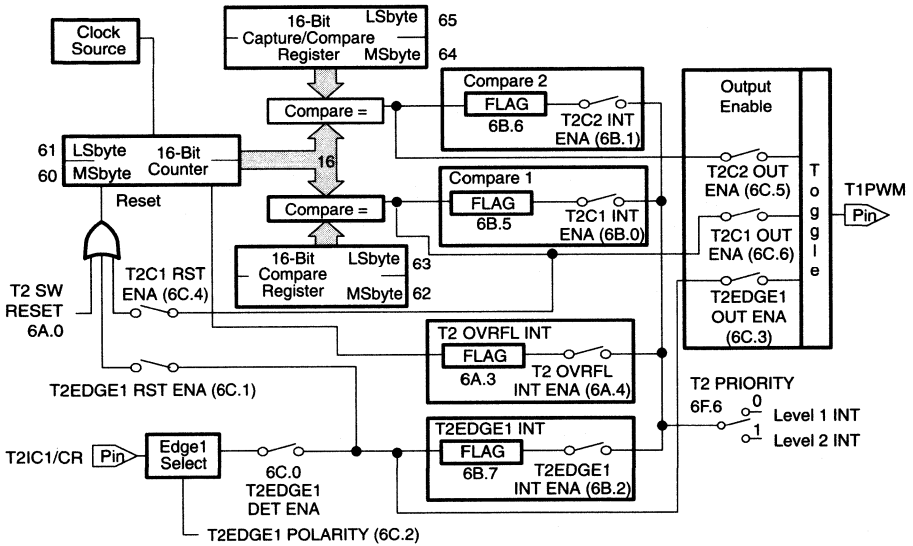 Clock
Source
16-Bit
Capture/Compare
Register
LSbyte
MSbyte
65
64
Compare =
61
60
LSbyte
MSbyte
16-Bit
Counter
16
Reset
Compare =
16-Bit
Compare
Register
LSbyte
MSbyte
63
62
Compare 2
FLAG
6B.6
T2C2 INT
ENA (6B.1)
Compare 1
FLAG
6B.5
T2C1 INT
ENA (6B.0)
Output
Enable
T2C2 OUT
ENA (6C.5)
T2C1 OUT
ENA (6C.6)
T2EDGE1
OUT ENA
(6C.3)
Toggle
T1PWM
Pin
T2 SW
RESET
6A.0
T2C1 RST
ENA (6C.4)
T2EDGE1 RST ENA (6C.1)
T2 OVRFL INT
FLAG
6A.3
T2 OVRFL
INT ENA (6A.4)
T2 PRIORITY
6F.6
0
1
Level 1 INT
Level 2 INT
T2IC1/CR
Pin
Edge1
Select
6C.0
T2EDGE1
DET ENA
T2EDGE1 INT
FLAG
6B.7
T2EDGE1
INT ENA (6B.2)
T2EDGE1 POLARITY (6C.2)